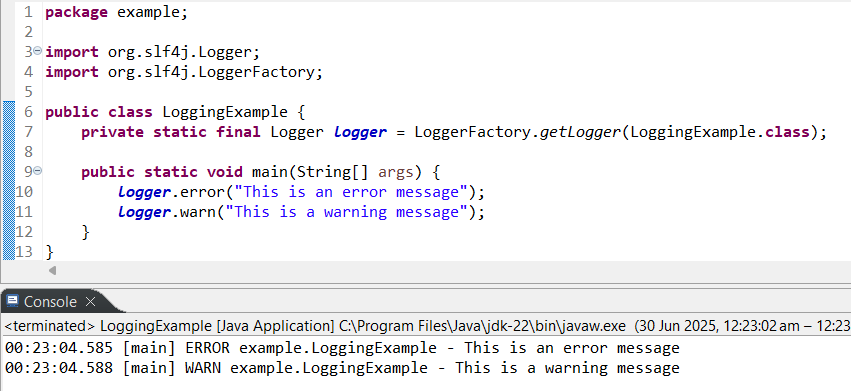 1 package example;
2
3 import org.slf4j.Logger;
4 import org.slf4j.LoggerFactory;
5
6 public class LoggingExample {
7     private static final Logger logger = LoggerFactory.getLogger(LoggingExample.class);
8
9     public static void main(String[] args) {
10         logger.error("This is an error message");
11         logger.warn("This is a warning message");
12     }
13 }
Console
<terminated> LoggingExample [Java Application] C:\Program Files\Java\jdk-22\bin\javaw.exe (30 Jun 2025, 12:23:02 am – 12:23
00:23:04.585 [main] ERROR example.LoggingExample - This is an error message
00:23:04.588 [main] WARN example.LoggingExample - This is a warning message